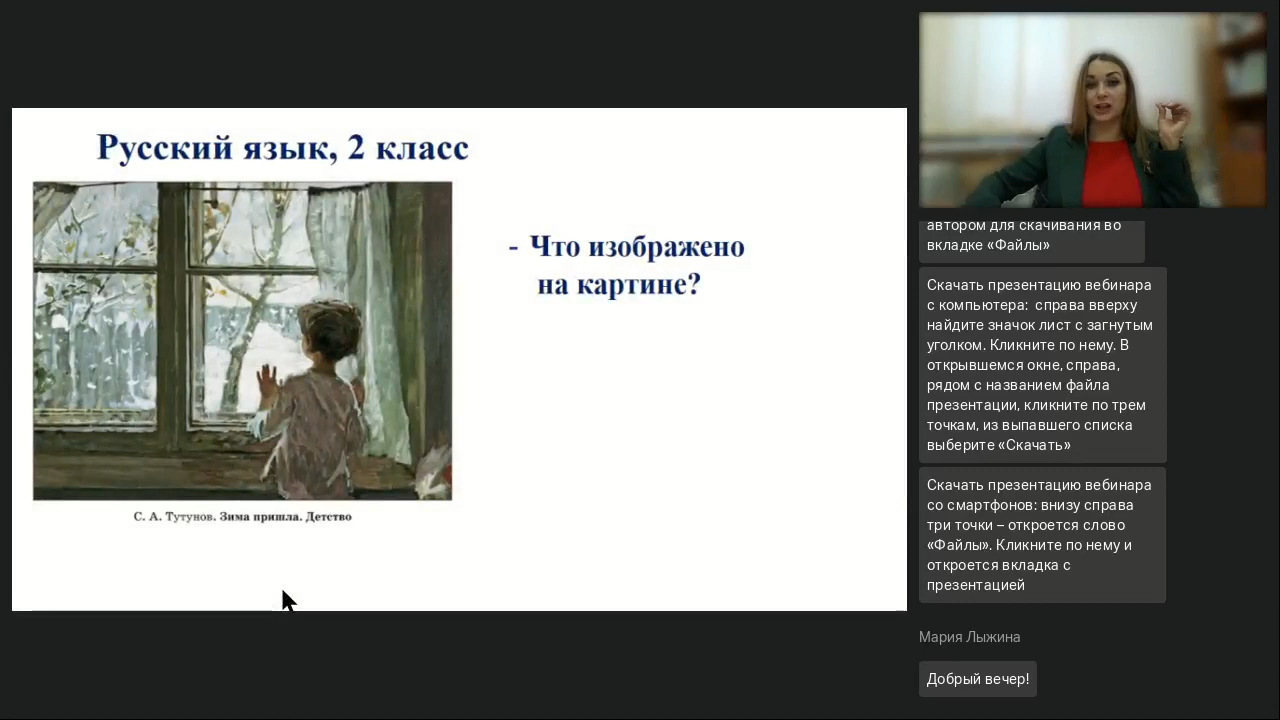 Русский язык, 2 класс
- Что изображено
на картине?
С. А. Тутунов. Зима пришла. Детство
автором для скачивания во
вкладке «Файлы»
Скачать презентацию вебинара
с компьютера: справа вверху
найдите значок лист с загнутым
уголком. Кликните по нему. В
открывшемся окне, справа,
рядом с названием файла
презентации, кликните по трем
точкам, из выпавшего списка
выберите «Скачать»
Скачать презентацию вебинара
со смартфонов: внизу справа
три точки – откроется слово
«Файлы». Кликните по нему и
откроется вкладка с
презентацией
Мария Лыжина
Добрый вечер!